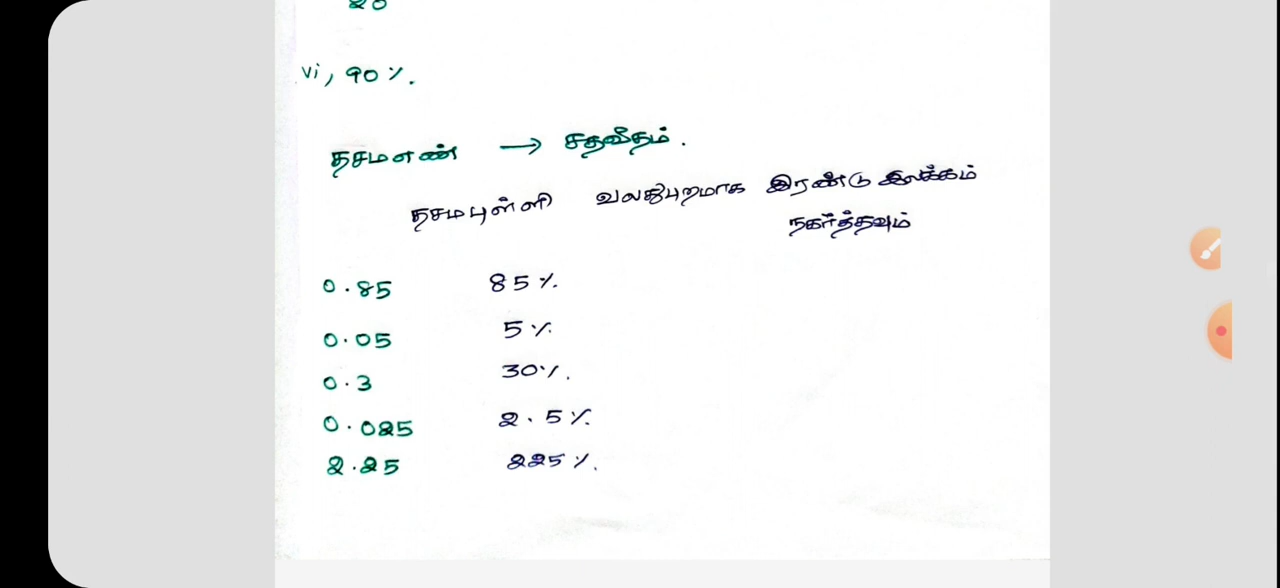 20
vi, 90%.
தசமஎண் → சதவீதம்.
தசமபுள்ளி வலதுபுறமாக இரண்டு இலக்கம்
நகர்த்தவும்
0.85 85%
0.05 5%
0.3 30%.
0.025 2.5%
2.25 225%.